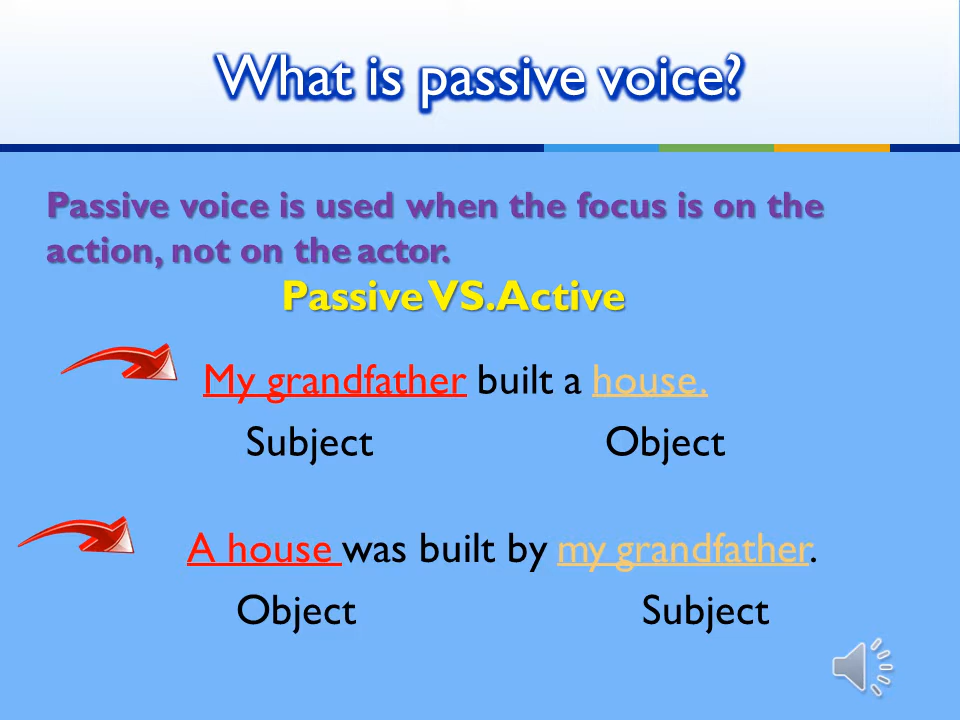 What is passive voice?
Passive voice is used when the focus is on the
action, not on the actor.
Passive VS. Active
My grandfather built a house.
Subject Object
A house was built by my grandfather.
Object Subject